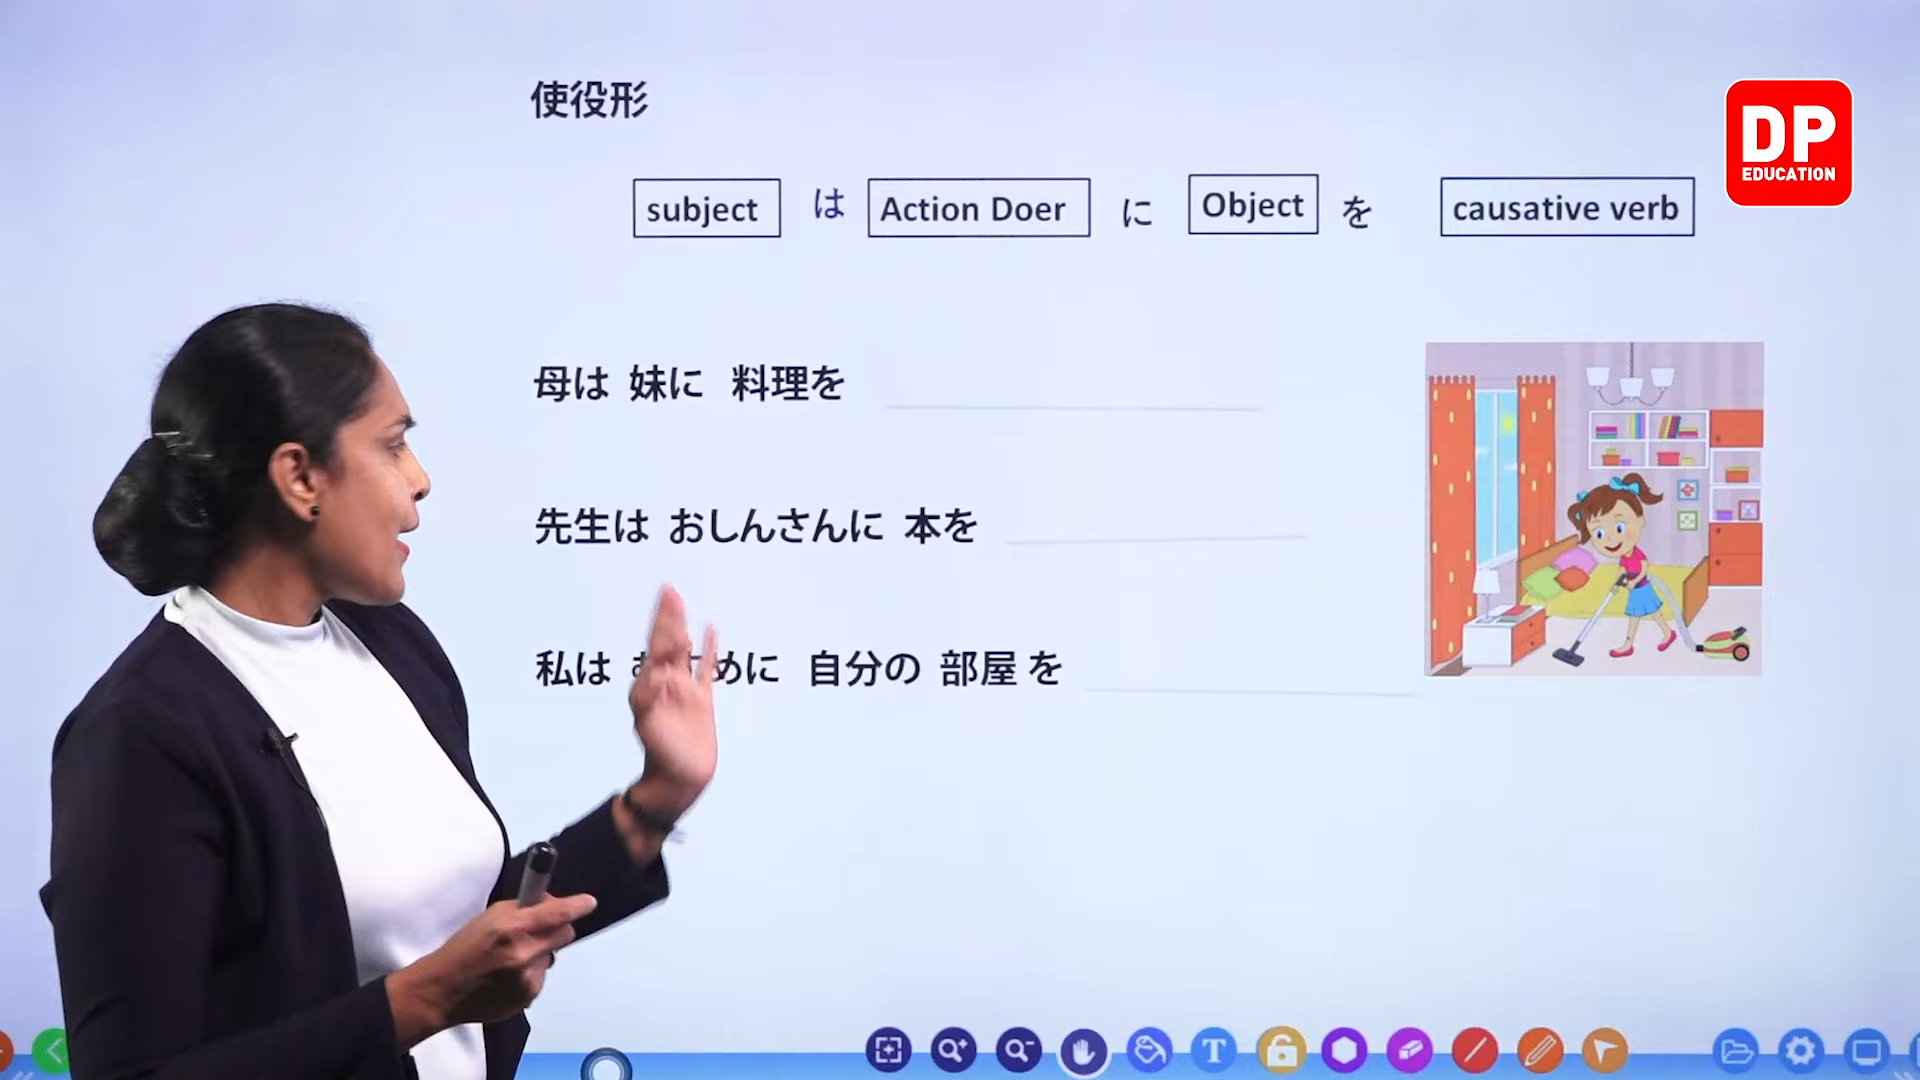 使役形
DP
EDUCATION
subject は Action Doer に Object を causative verb
母は 妹に 料理を
先生は おしんさんに 本を
私は めに 自分の 部屋 を
T